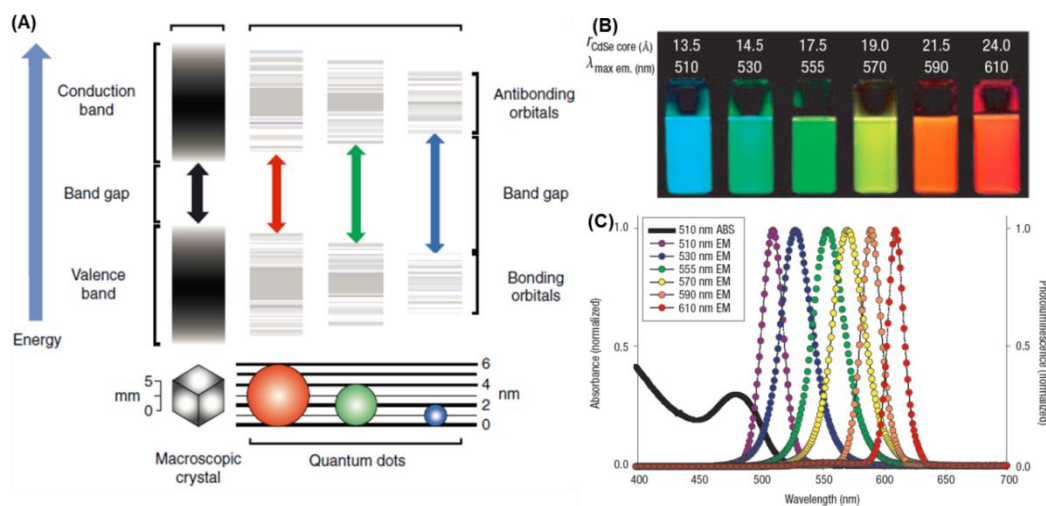 (A)
Energy
Conduction
band
Band gap
Valence
band
Antibonding
orbitals
Band gap
Bonding
orbitals
mm
5
0
6
4
2
0
nm
Macroscopic
crystal
Quantum dots
(B)
rCdSe core (Å) 13.5 14.5 17.5 19.0 21.5 24.0
λmax em. (nm) 510 530 555 570 590 610
(C)
510 nm ABS
510 nm EM
530 nm EM
555 nm EM
570 nm EM
590 nm EM
610 nm EM
Absorbance (normalized)
1.0
0.5
0.0
Photoluminescence (normalized)
1.0
0.5
0.0
400 450 500 550 600 650 700
Wavelength (nm)